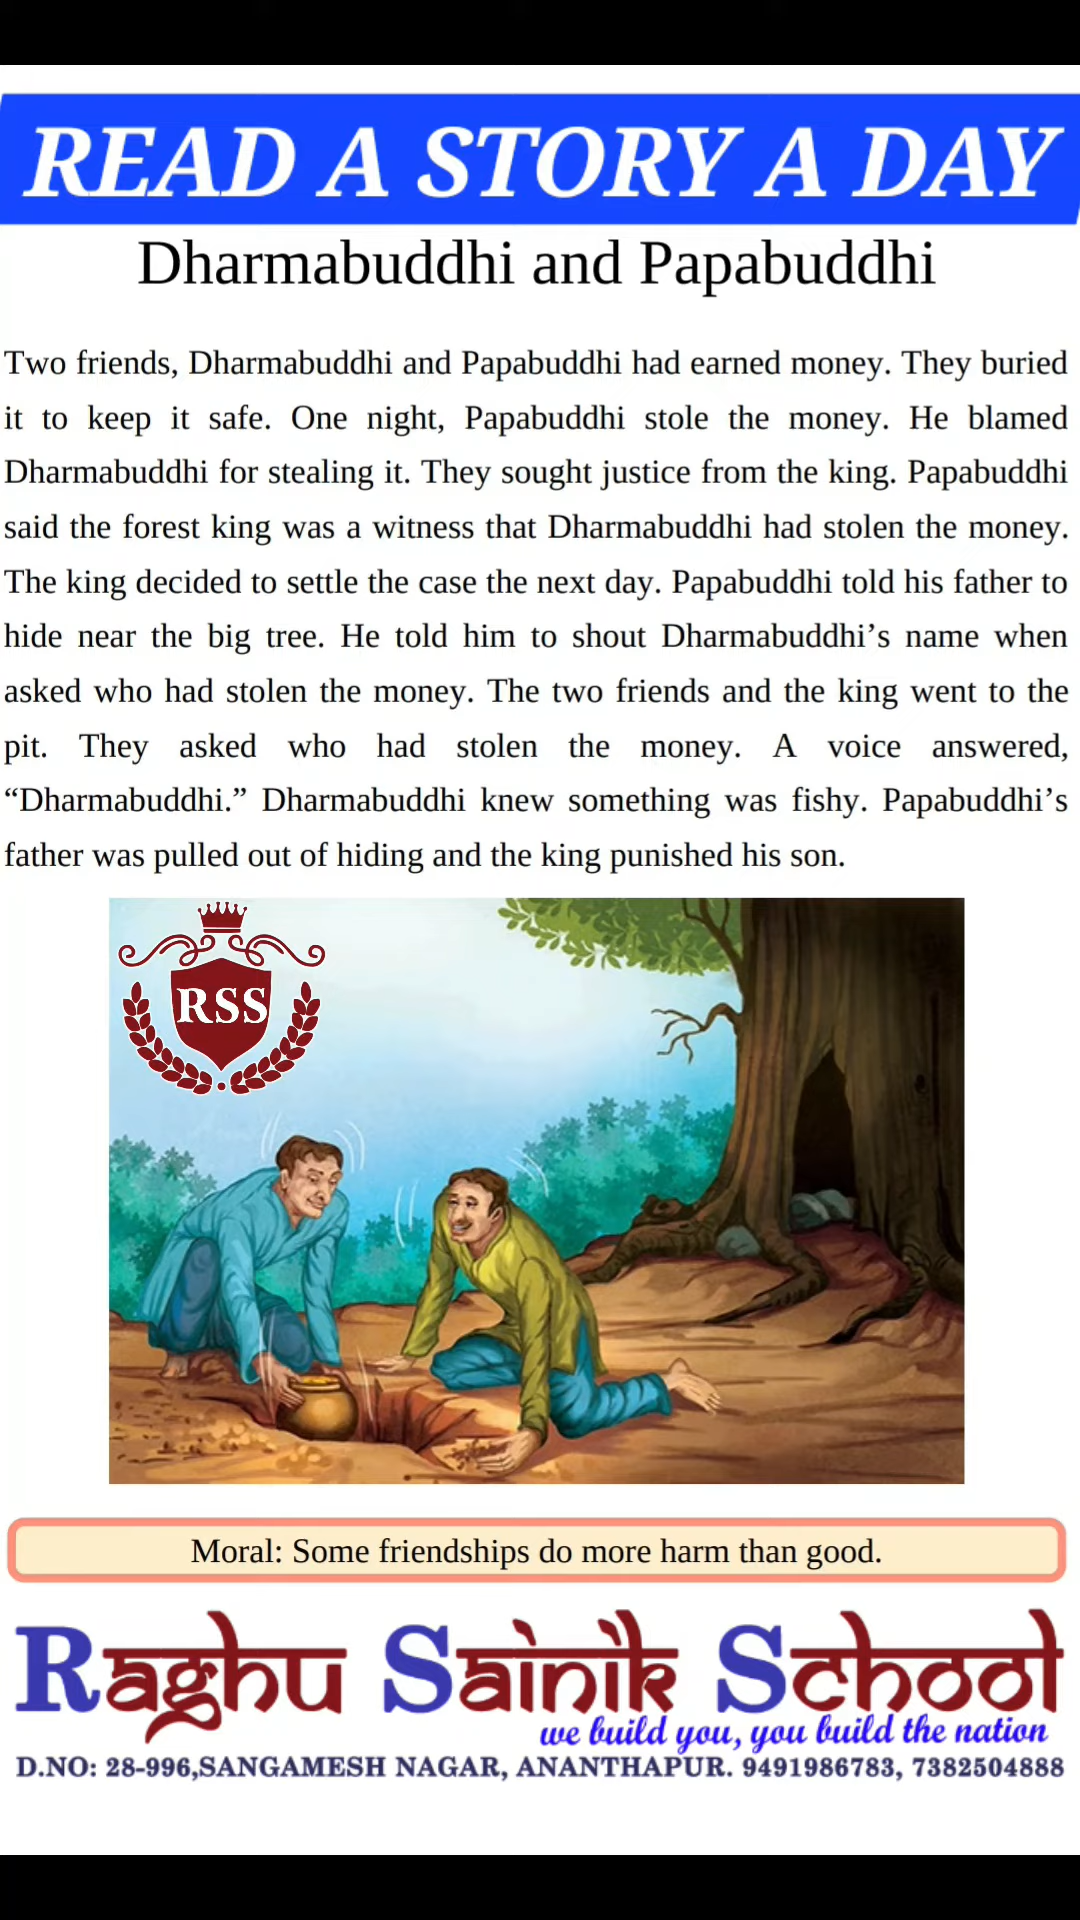 READ A STORY A DAY
Dharmabuddhi and Papabuddhi
Two friends, Dharmabuddhi and Papabuddhi had earned money. They buried
it to keep it safe. One night, Papabuddhi stole the money. He blamed
Dharmabuddhi for stealing it. They sought justice from the king. Papabuddhi
said the forest king was a witness that Dharmabuddhi had stolen the money.
The king decided to settle the case the next day. Papabuddhi told his father to
hide near the big tree. He told him to shout Dharmabuddhi’s name when
asked who had stolen the money. The two friends and the king went to the
pit. They asked who had stolen the money. A voice answered,
“Dharmabuddhi.” Dharmabuddhi knew something was fishy. Papabuddhi’s
father was pulled out of hiding and the king punished his son.
RSS
Moral: Some friendships do more harm than good.
Raghu Sainik School
we build you, you build the nation
D.NO: 28-996,SANGAMESH NAGAR, ANANTHAPUR. 9491986783, 7382504888